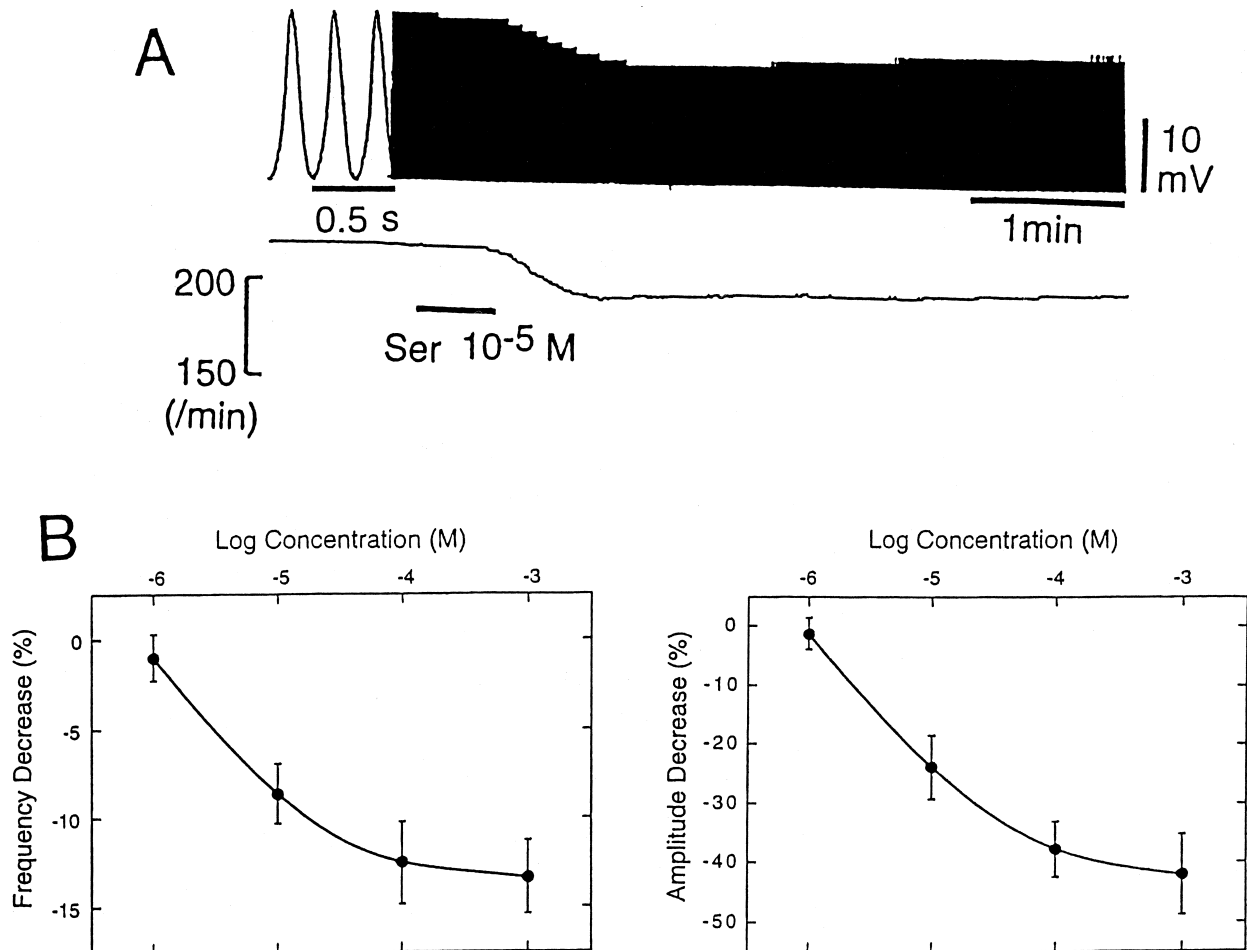 A
10
mV
0.5 s
1min
200
150
(/min)
Ser 10-5 M
B
Log Concentration (M)
-6 -5 -4 -3
Frequency Decrease (%)
0
-5
-10
-15
Log Concentration (M)
-6 -5 -4 -3
Amplitude Decrease (%)
0
-10
-20
-30
-40
-50